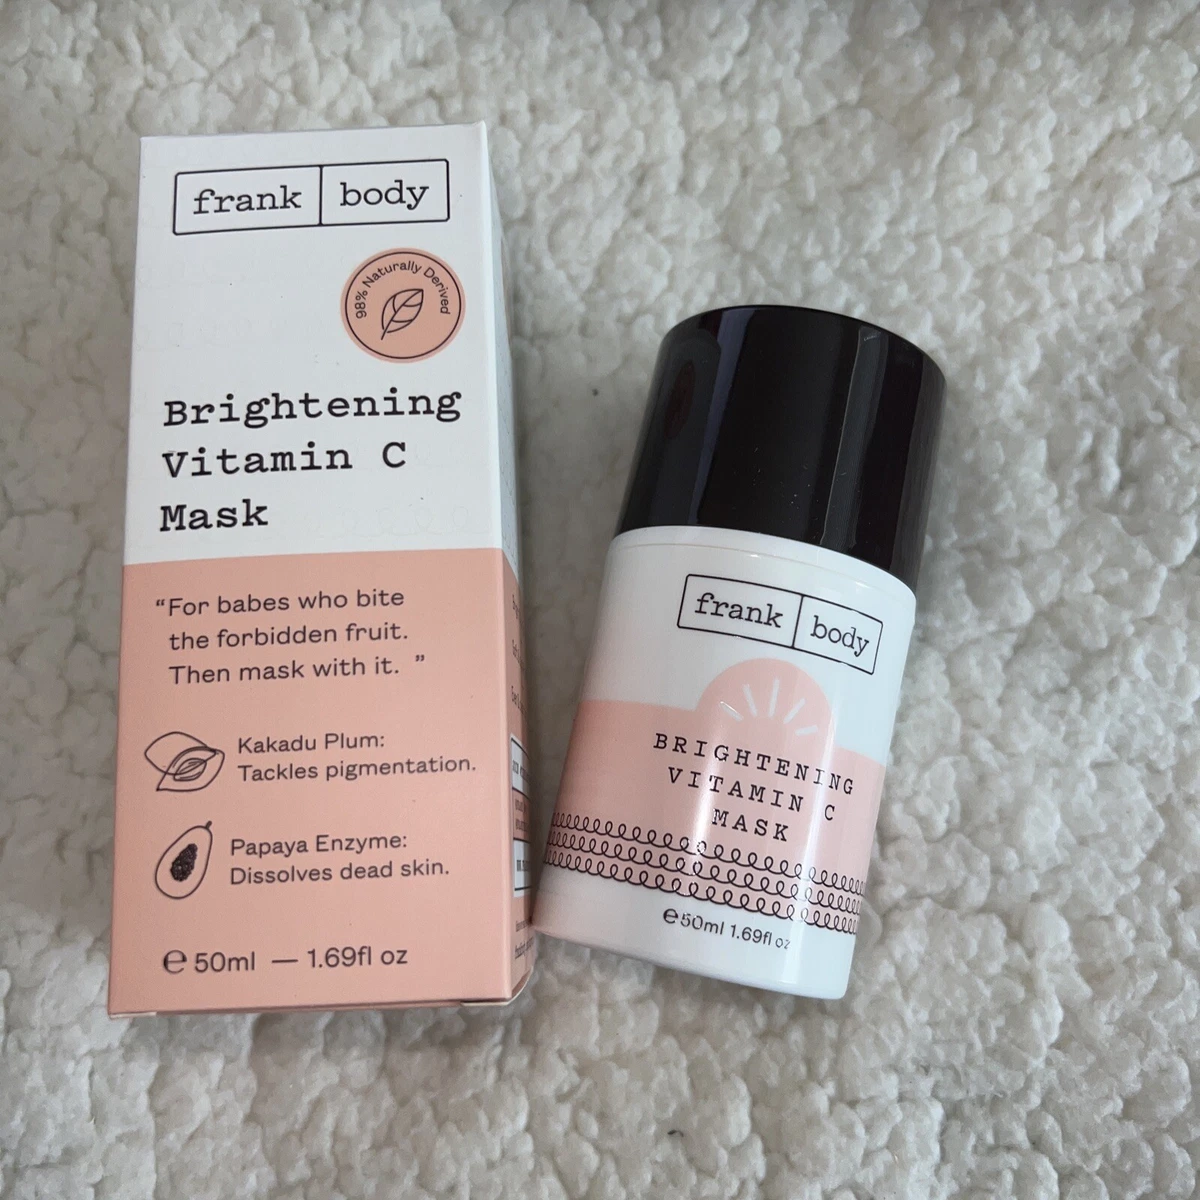 frank body
98% Naturally Derived
Brightening
Vitamin C
Mask
“For babes who bite
the forbidden fruit.
Then mask with it. ”
Kakadu Plum:
Tackles pigmentation.
Papaya Enzyme:
Dissolves dead skin.
℮ 50ml — 1.69fl oz
frank body
BRIGHTENING
VITAMIN C
MASK
℮50ml 1.69fl oz